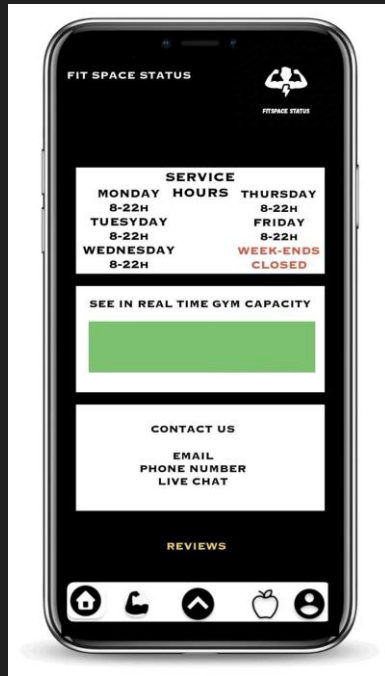 FIT SPACE STATUS
FITSPACE STATUS
SERVICE
HOURS
MONDAY
8-22H
TUESYDAY
8-22H
WEDNESDAY
8-22H
THURSDAY
8-22H
FRIDAY
8-22H
WEEK-ENDS
CLOSED
SEE IN REAL TIME GYM CAPACITY
CONTACT US
EMAIL
PHONE NUMBER
LIVE CHAT
REVIEWS